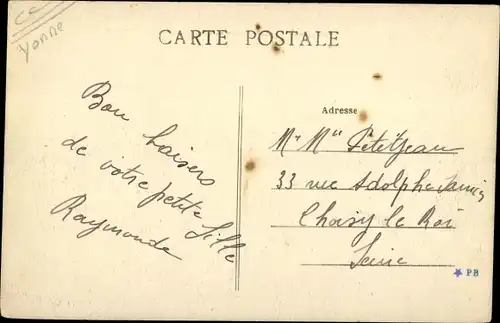 CC
Yonne
CARTE POSTALE
Bon baisers
de votre petite fille
Raymonde
Adresse
Mr Mme Petitjean
33 rue Adolphe
Choisy le Roi
Seine
PB